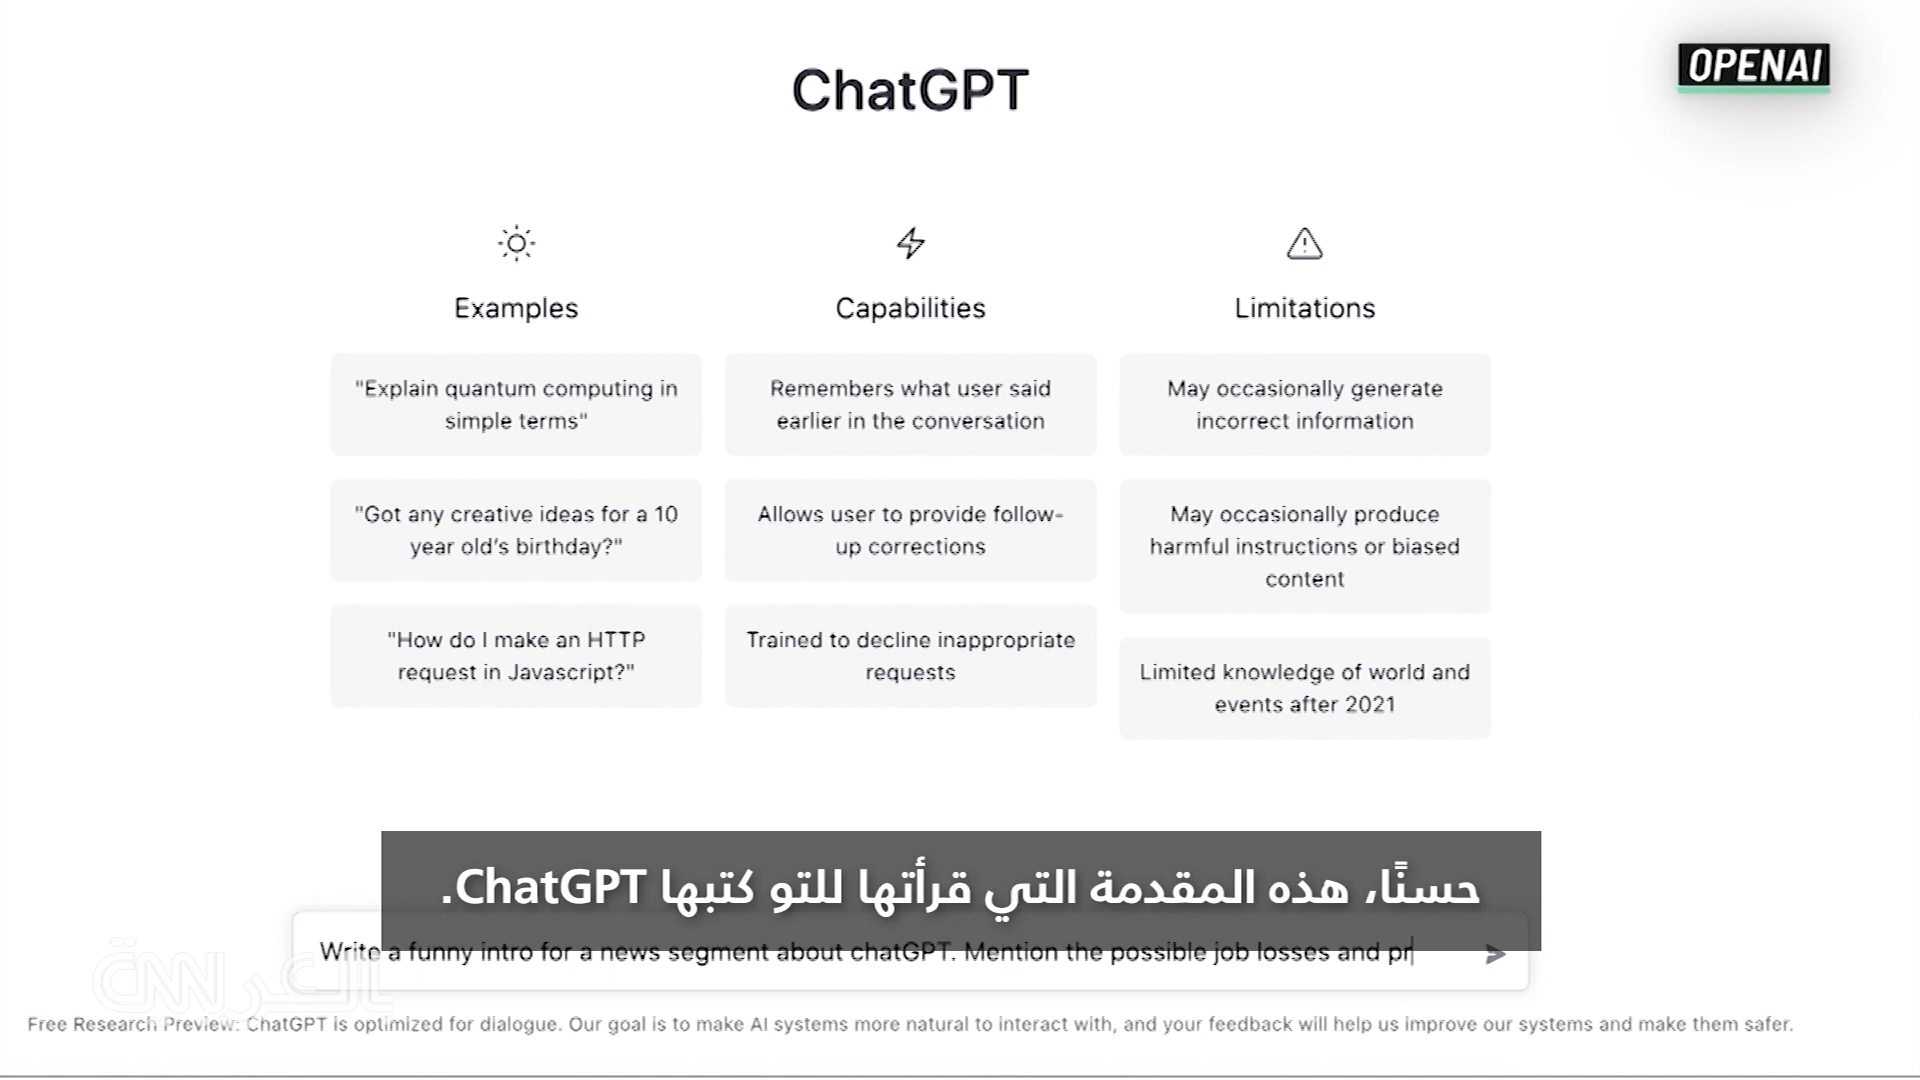 OPENAI
ChatGPT
Examples
"Explain quantum computing in
simple terms"
"Got any creative ideas for a 10
year old's birthday?"
"How do I make an HTTP
request in Javascript?"
Capabilities
Remembers what user said
earlier in the conversation
Allows user to provide follow-
up corrections
Trained to decline inappropriate
requests
Limitations
May occasionally generate
incorrect information
May occasionally produce
harmful instructions or biased
content
Limited knowledge of world and
events after 2021
حسنًا، هذه المقدمة التي قرأتها للتو كتبها ChatGPT.
Write a funny intro for a news segment about chatGPT. Mention the possible job losses and pr
CNN العربية
Free Research Preview: ChatGPT is optimized for dialogue. Our goal is to make AI systems more natural to interact with, and your feedback will help us improve our systems and make them safer.